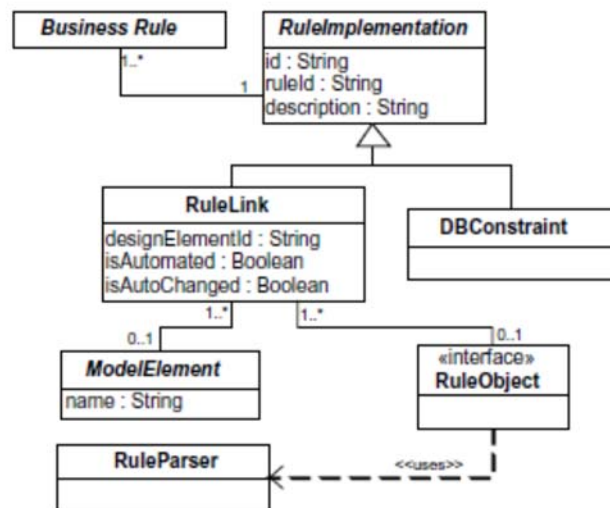 Business Rule
RuleImplementation
id : String
ruleId : String
description : String
1..*
1
RuleLink
designElementId : String
isAutomated : Boolean
isAutoChanged : Boolean
DBConstraint
1..*
1..*
0..1
0..1
ModelElement
name : String
«interface»
RuleObject
RuleParser
<<uses>>